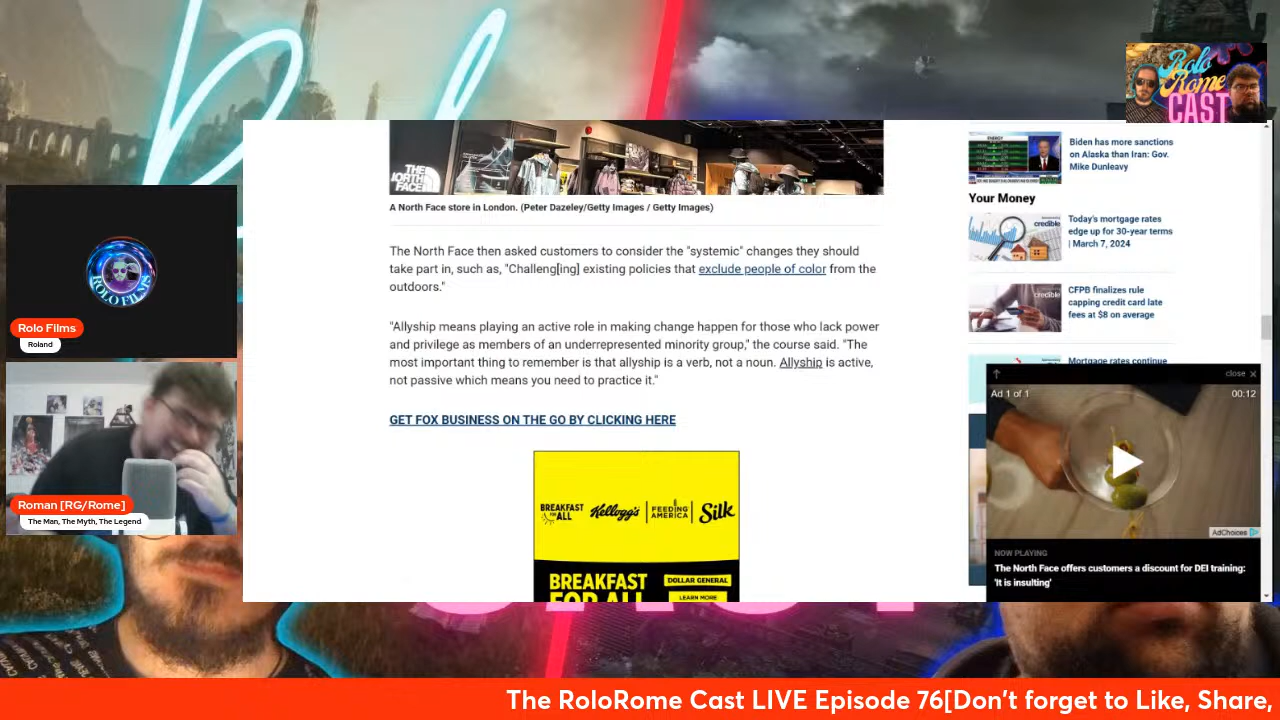 Rolo
Rome
CAST
THE
NORTH
FACE
A North Face store in London. (Peter Dazeley/Getty Images / Getty Images)
The North Face then asked customers to consider the "systemic" changes they should
take part in, such as, "Challeng[ing] existing policies that exclude people of color from the
outdoors."
"Allyship means playing an active role in making change happen for those who lack power
and privilege as members of an underrepresented minority group," the course said. "The
most important thing to remember is that allyship is a verb, not a noun. Allyship is active,
not passive which means you need to practice it."
GET FOX BUSINESS ON THE GO BY CLICKING HERE
BREAKFAST
FOR ALL
Kellogg's
FEEDING
AMERICA
Silk
BREAKFAST
FOR ALL
DOLLAR GENERAL
LEARN MORE
Biden has more sanctions
on Alaska than Iran: Gov.
Mike Dunleavy
Your Money
credible
Today's mortgage rates
edge up for 30-year terms
| March 7, 2024
credible
CFPB finalizes rule
capping credit card late
fees at $8 on average
Mortgage rates continue
close ×
Ad 1 of 1
00:12
AdChoices
NOW PLAYING
The North Face offers customers a discount for DEI training:
'It is insulting'
ROLO FILMS
Rolo Films
Roland
Roman [RG/Rome]
The Man, The Myth, The Legend
The RoloRome Cast LIVE Episode 76[Don't forget to Like, Share,